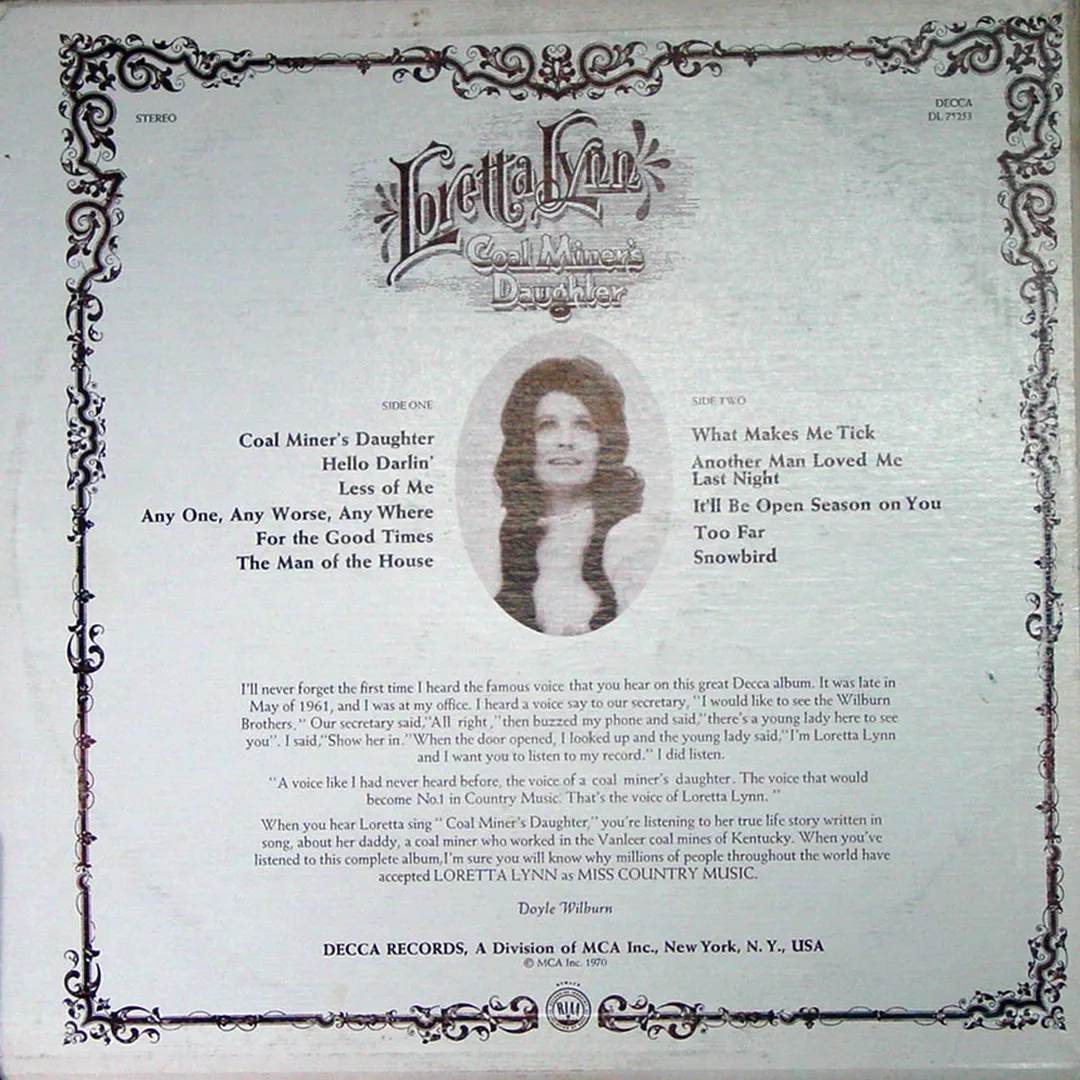 STEREO
DECCA
DL 75253
Loretta Lynn
Coal Miner's
Daughter
SIDE ONE
Coal Miner's Daughter
Hello Darlin'
Less of Me
Any One, Any Worse, Any Where
For the Good Times
The Man of the House
SIDE TWO
What Makes Me Tick
Another Man Loved Me
Last Night
It'll Be Open Season on You
Too Far
Snowbird
I'll never forget the first time I heard the famous voice that you hear on this great Decca album. It was late in
May of 1961, and I was at my office. I heard a voice say to our secretary, "I would like to see the Wilburn
Brothers." Our secretary said,"All right," then buzzed my phone and said,"there's a young lady here to see
you". I said,"Show her in."When the door opened, I looked up and the young lady said,"I'm Loretta Lynn
and I want you to listen to my record." I did listen.
"A voice like I had never heard before, the voice of a coal miner's daughter. The voice that would
become No.1 in Country Music. That's the voice of Loretta Lynn. "
When you hear Loretta sing " Coal Miner's Daughter," you're listening to her true life story written in
song, about her daddy, a coal miner who worked in the Vanleer coal mines of Kentucky. When you've
listened to this complete album,I'm sure you will know why millions of people throughout the world have
accepted LORETTA LYNN as MISS COUNTRY MUSIC.
Doyle Wilburn
DECCA RECORDS, A Division of MCA Inc., New York, N. Y., USA
© MCA Inc. 1970